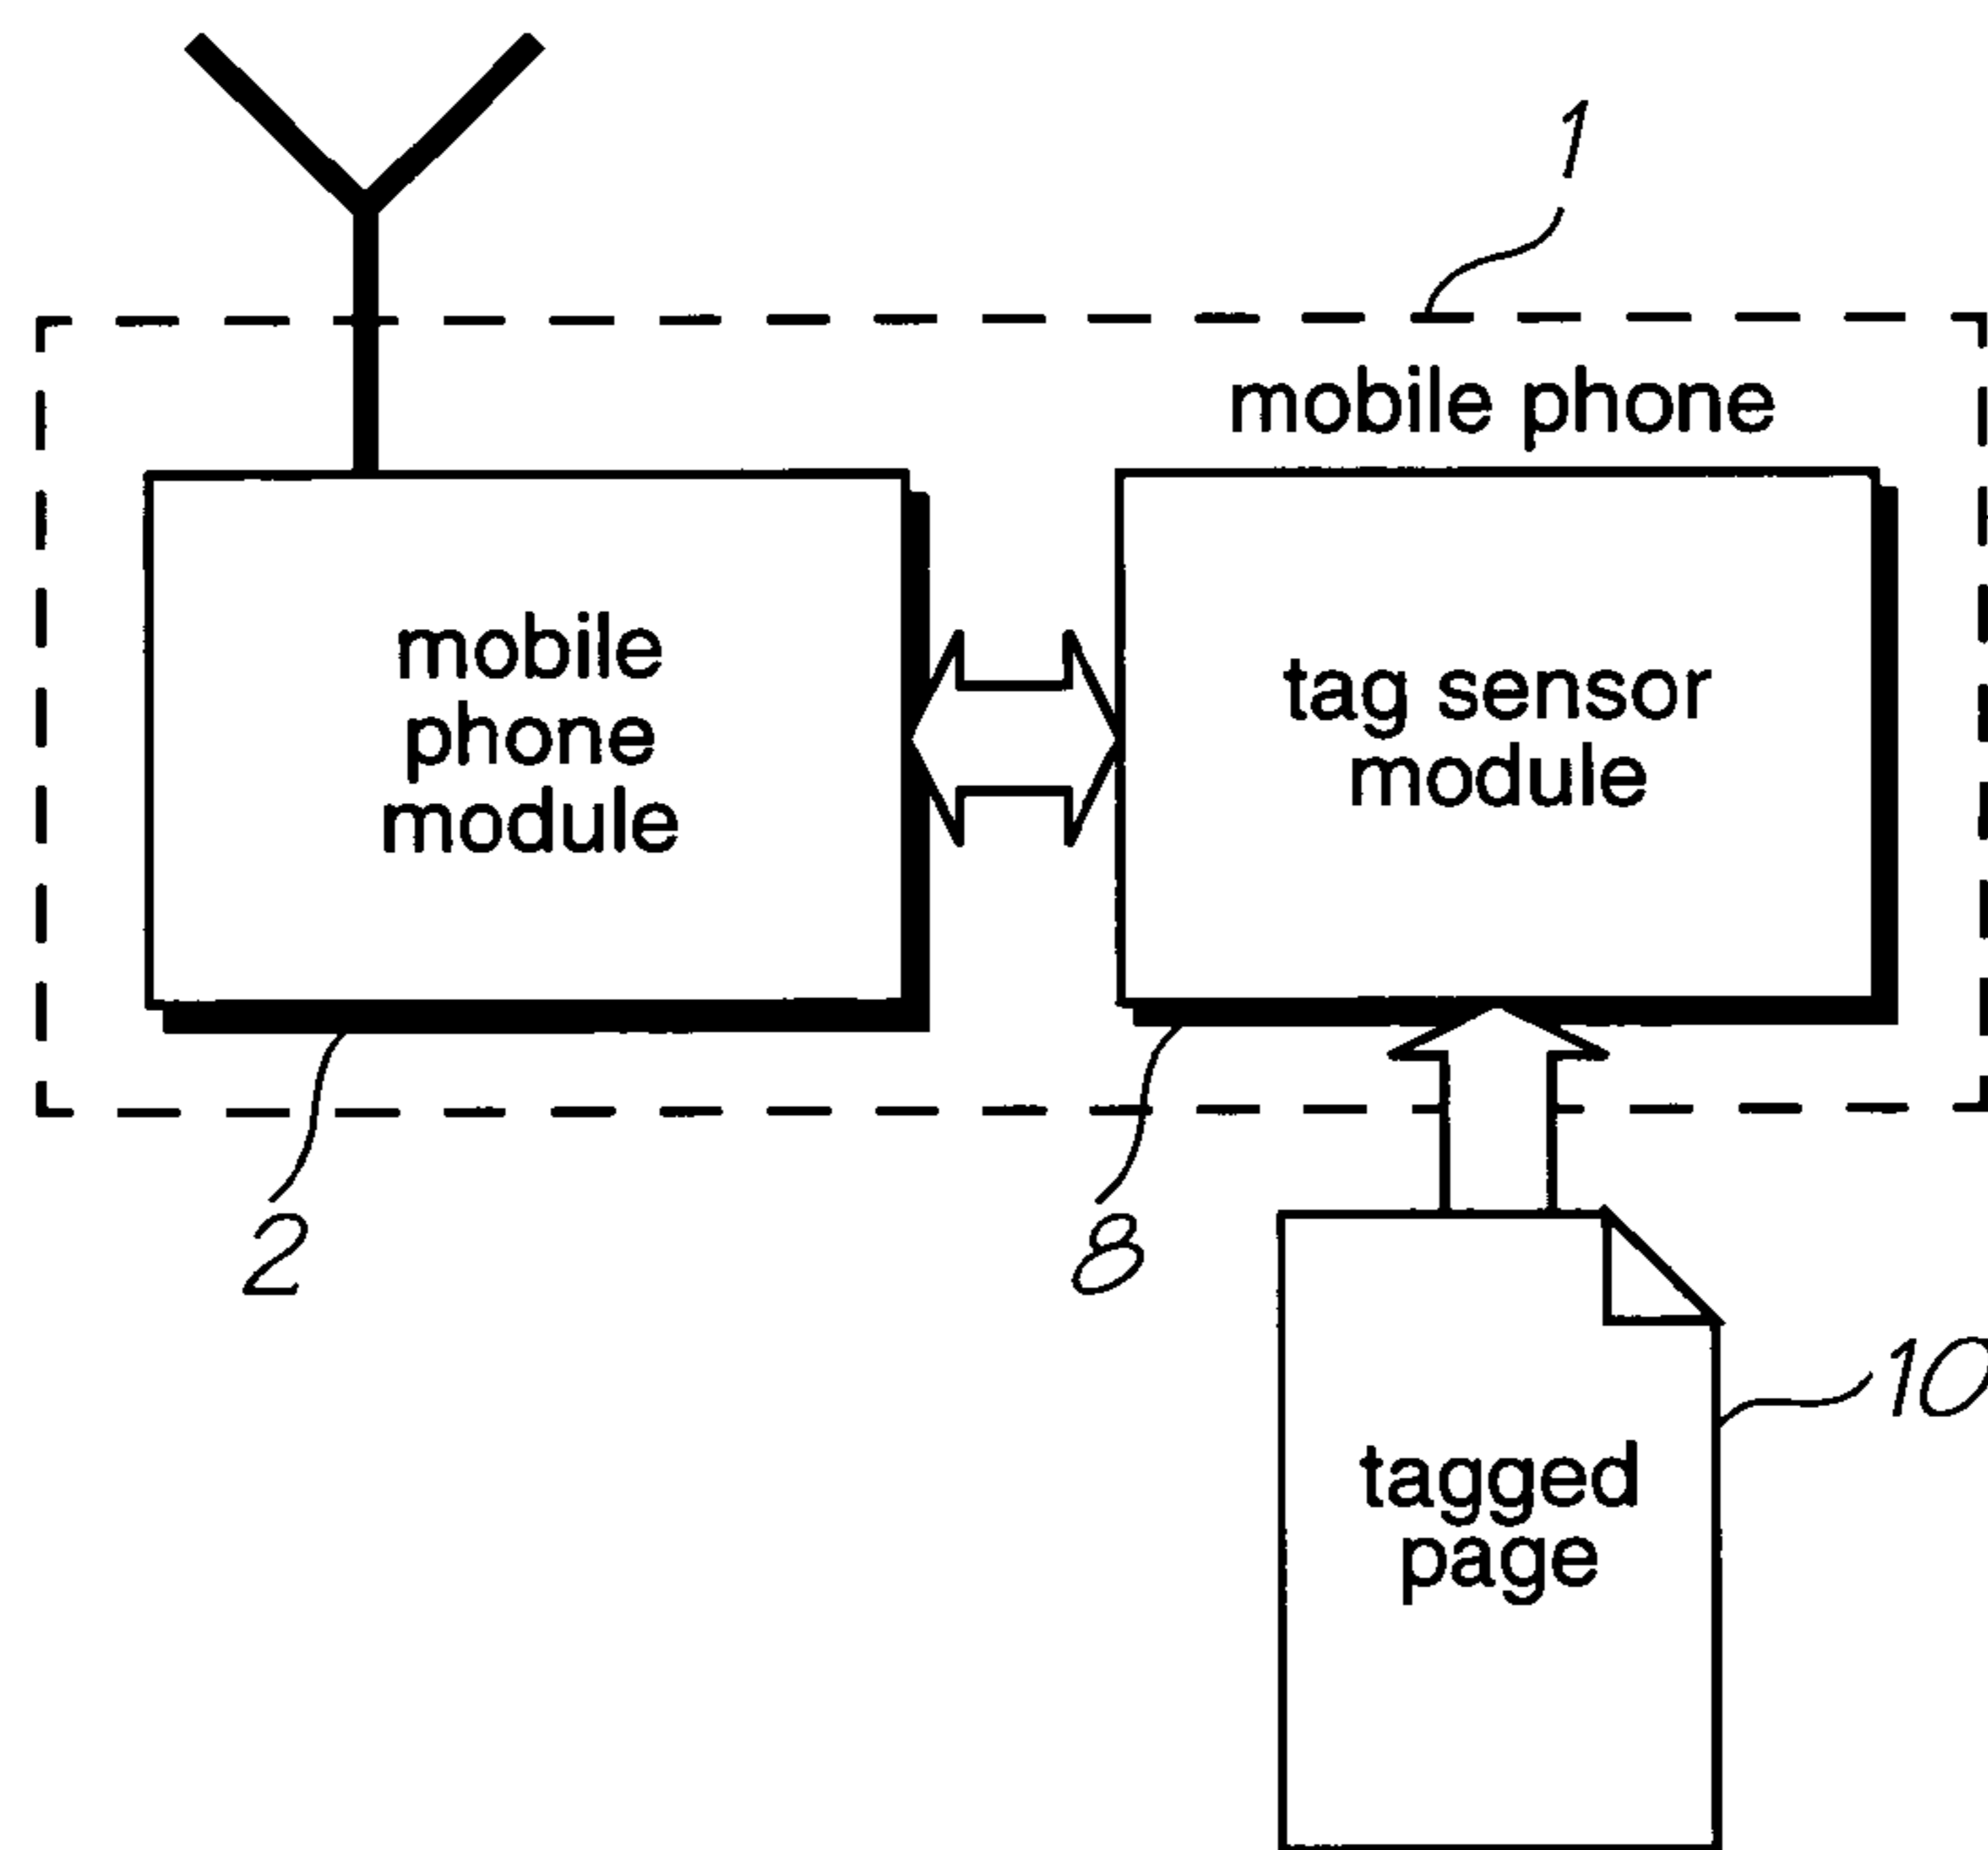 1
mobile phone
mobile
phone
module
tag sensor
module
2
8
10
tagged
page